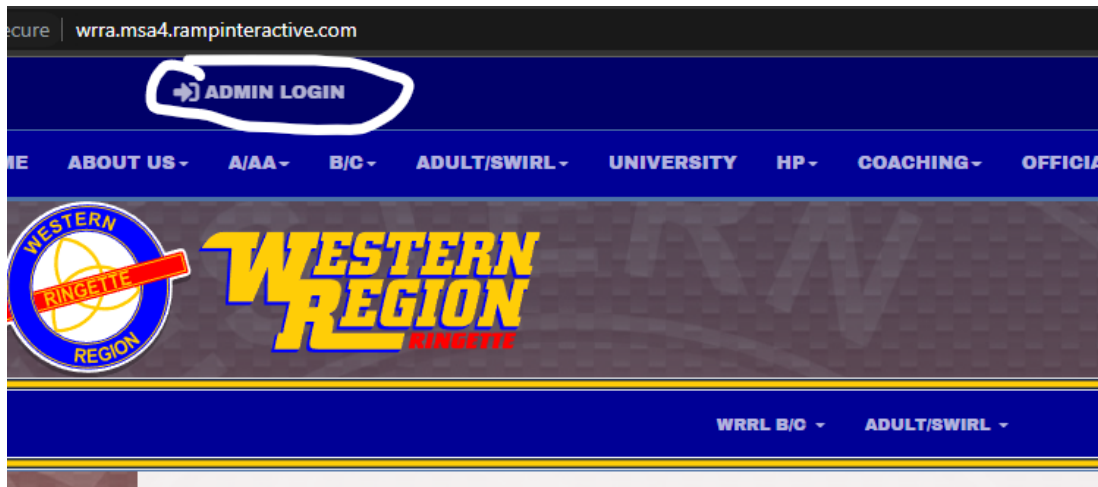 ecure | wrra.msa4.rampinteractive.com
ADMIN LOGIN
ME ABOUT US A/AA B/C ADULT/SWIRL UNIVERSITY HP COACHING OFFICIA
WESTERN
RINGETTE
REGION
WESTERN
REGION
RINGETTE
WRRL B/C ADULT/SWIRL